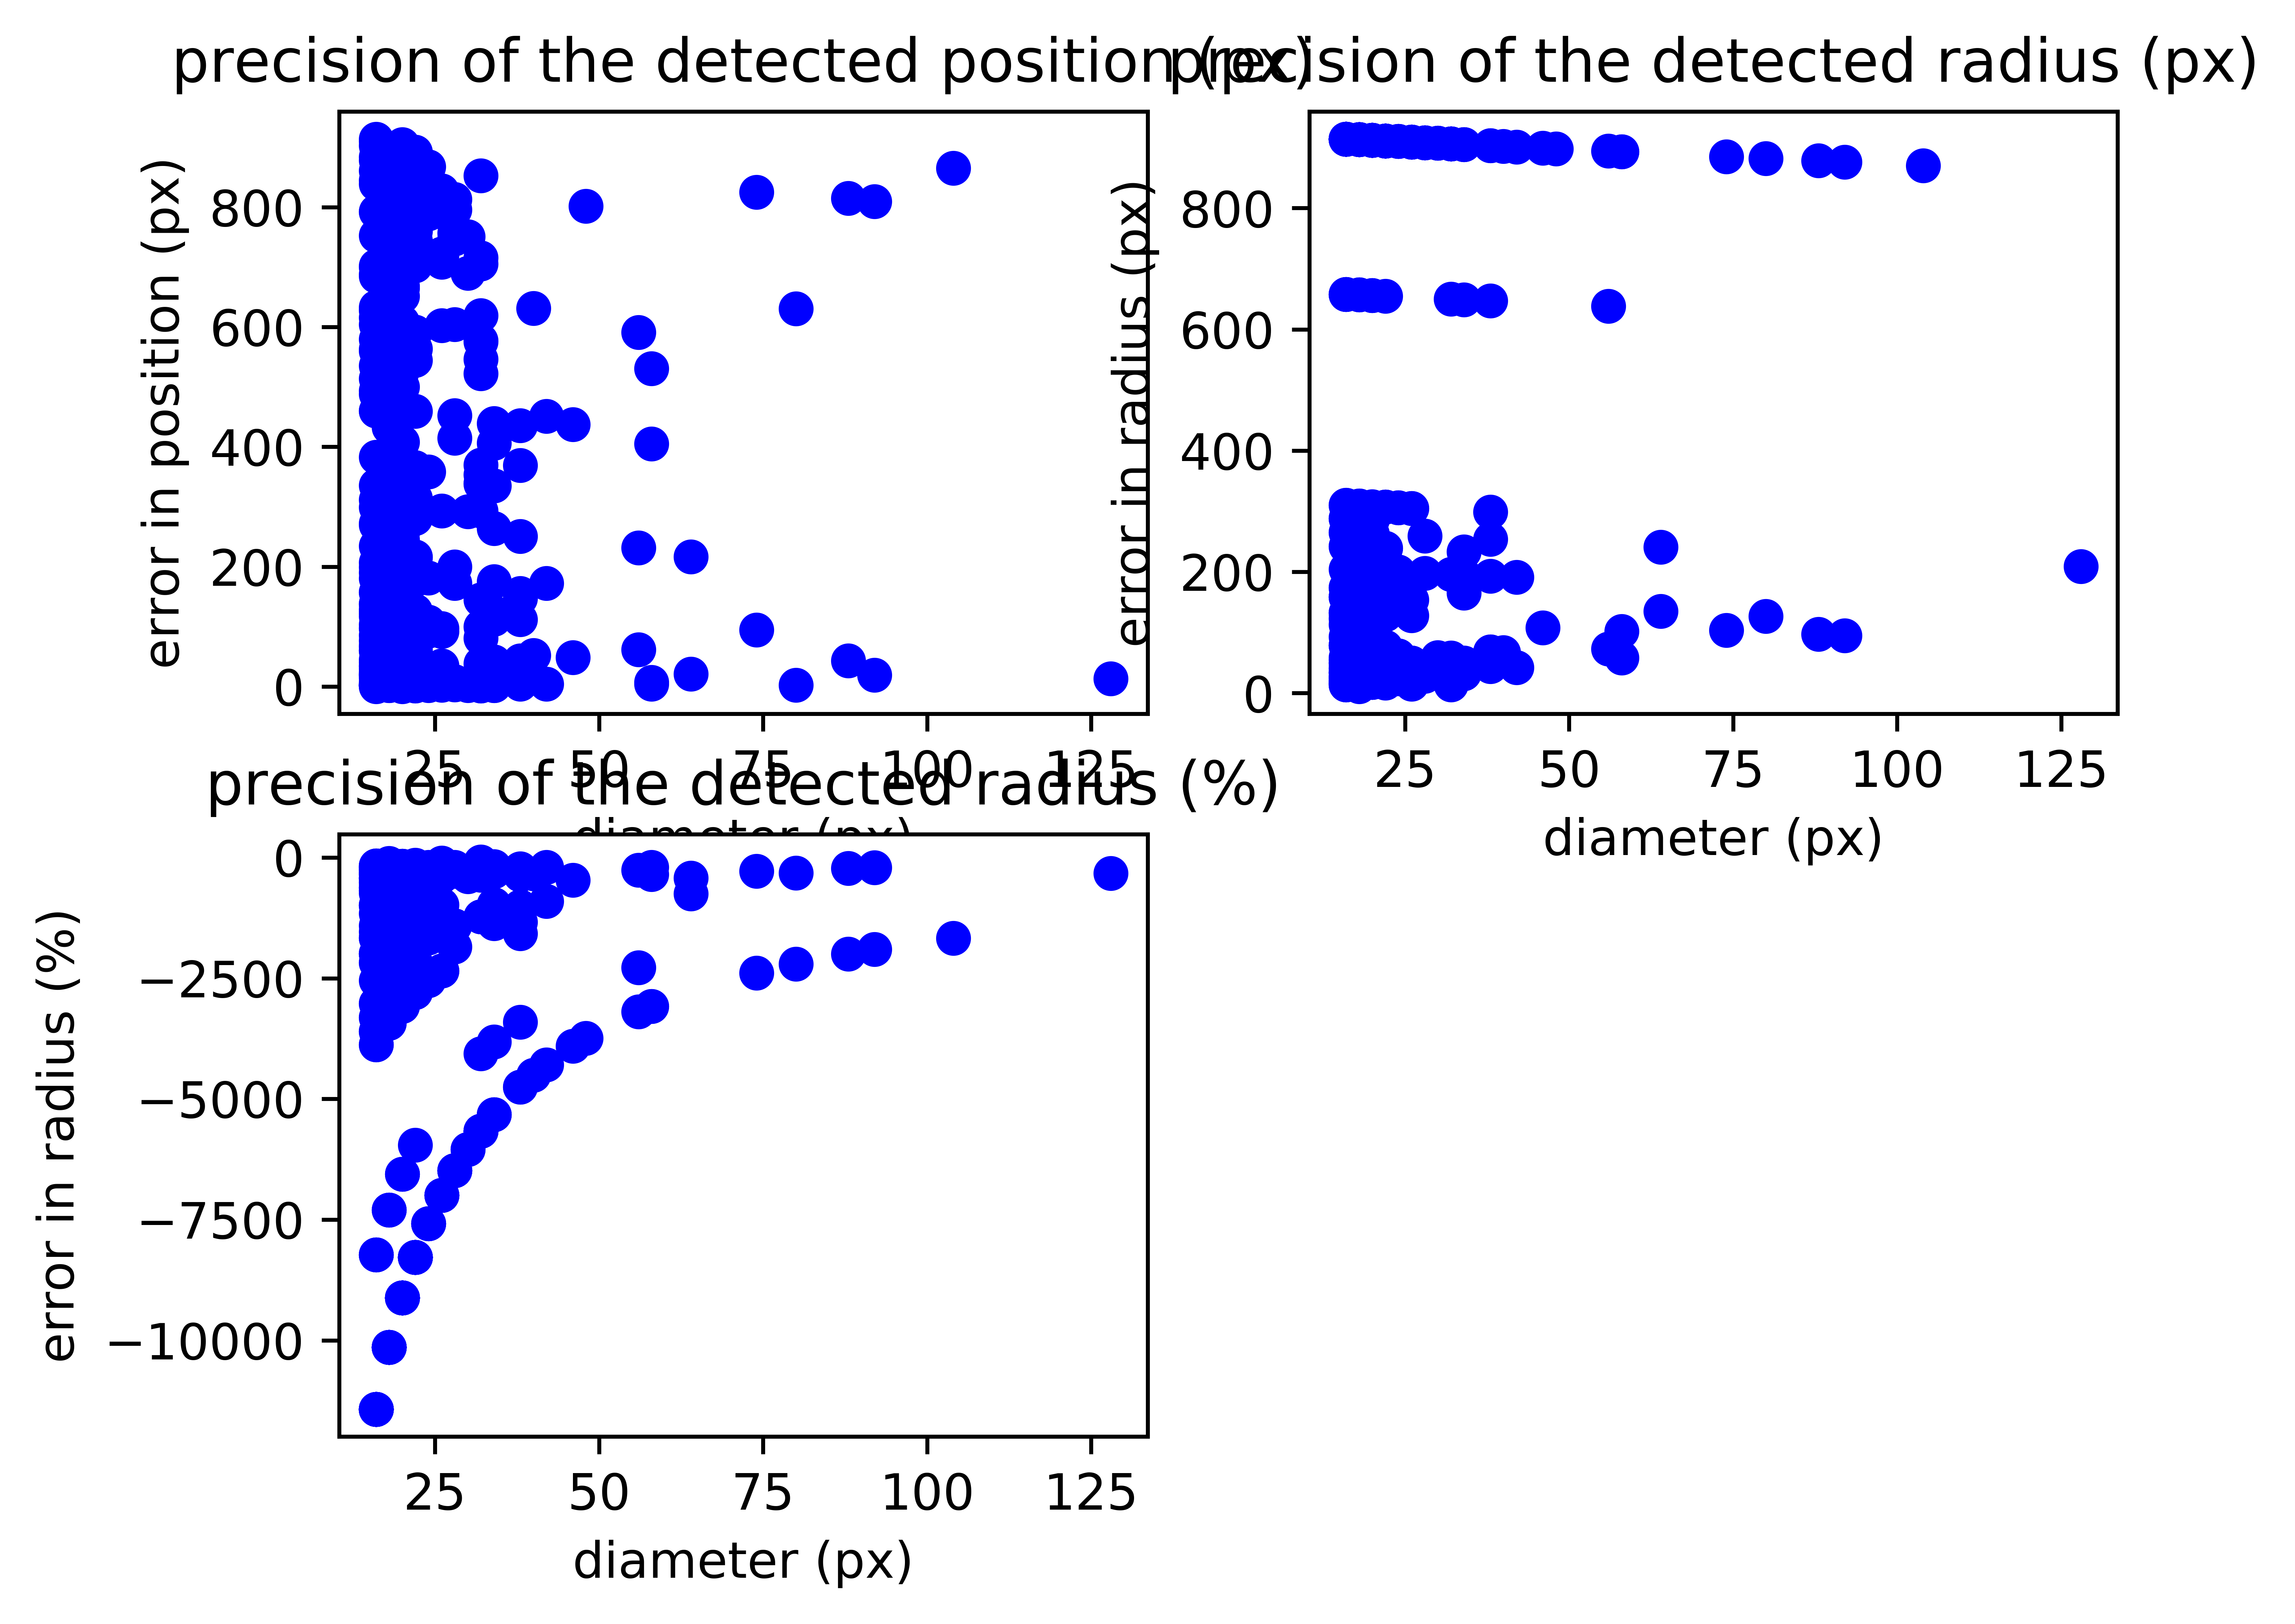 precision of the detected position (px)
error in position (px)
800
600
400
200
0
25 50 75 100 125
diameter (px)
precision of the detected radius (px)
error in radius (px)
800
600
400
200
0
25 50 75 100 125
diameter (px)
precision of the detected radius (%)
error in radius (%)
0
−2500
−5000
−7500
−10000
25 50 75 100 125
diameter (px)